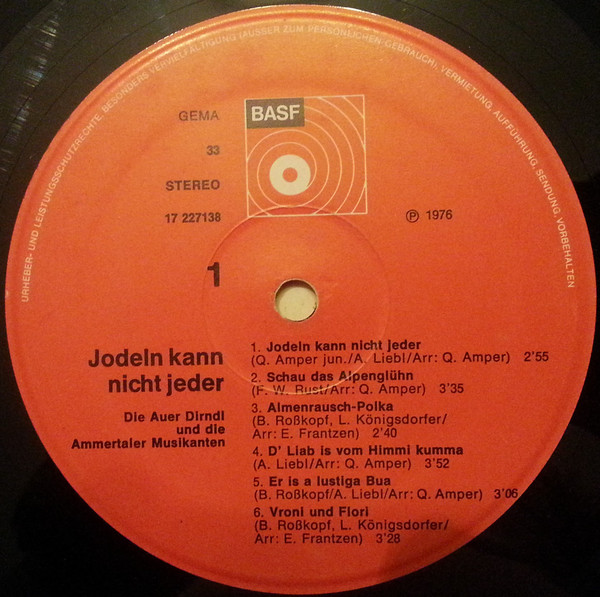 URHEBER- UND LEISTUNGSSCHUTZRECHTE, BESONDERS VERVIELFÄLTIGUNG (AUSSER ZUM PERSÖNLICHEN GEBRAUCH), VERMIETUNG, AUFFÜHRUNG, SENDUNG, VORBEHALTEN
GEMA
BASF
33
STEREO
17 227138
℗ 1976
1
Jodeln kann
nicht jeder
Die Auer Dirndl
und die
Ammertaler Musikanten
1. Jodeln kann nicht jeder
(Q. Amper jun./A. Liebl/Arr: Q. Amper) 2'55
2. Schau das Alpenglühn
(F. W. Rust/Arr: Q. Amper) 3'35
3. Almenrausch-Polka
(B. Roßkopf, L. Königsdorfer/
Arr: E. Frantzen) 2'40
4. D' Liab is vom Himmi kumma
(A. Liebl/Arr: Q. Amper) 3'52
5. Er is a lustiga Bua
(B. Roßkopf/A. Liebl/Arr: Q. Amper) 3'06
6. Vroni und Flori
(B. Roßkopf, L. Königsdorfer/
Arr: E. Frantzen) 3'28